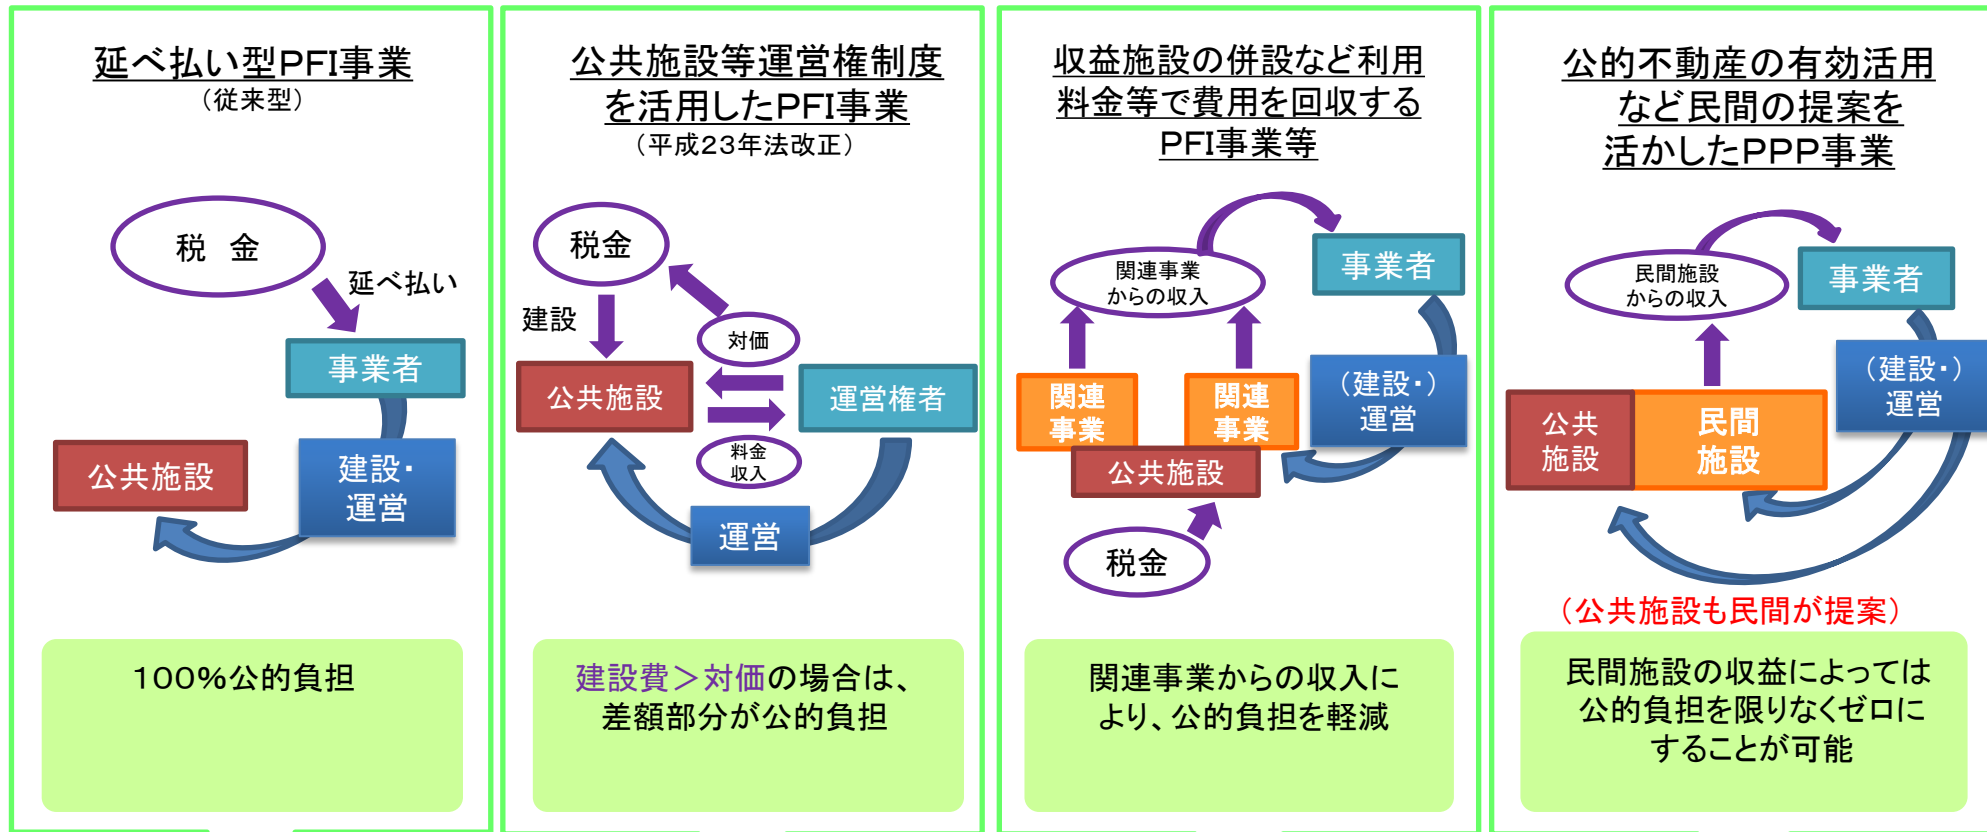 延べ払い型PFI事業
（従来型）
税　金
延べ払い
事業者
公共施設
建設・
運営
100%公的負担
公共施設等運営権制度
を活用したPFI事業
（平成23年法改正）
税金
建設
対価
公共施設
運営権者
料金
収入
運営
建設費＞対価の場合は、
差額部分が公的負担
収益施設の併設など利用
料金等で費用を回収する
PFI事業等
関連事業
からの収入
事業者
関連
事業
関連
事業
（建設・）
運営
公共施設
税金
関連事業からの収入に
より、公的負担を軽減
公的不動産の有効活用
など民間の提案を
活かしたPPP事業
民間施設
からの収入
事業者
（建設・）
運営
公共
施設
民間
施設
（公共施設も民間が提案）
民間施設の収益によっては
公的負担を限りなくゼロに
することが可能